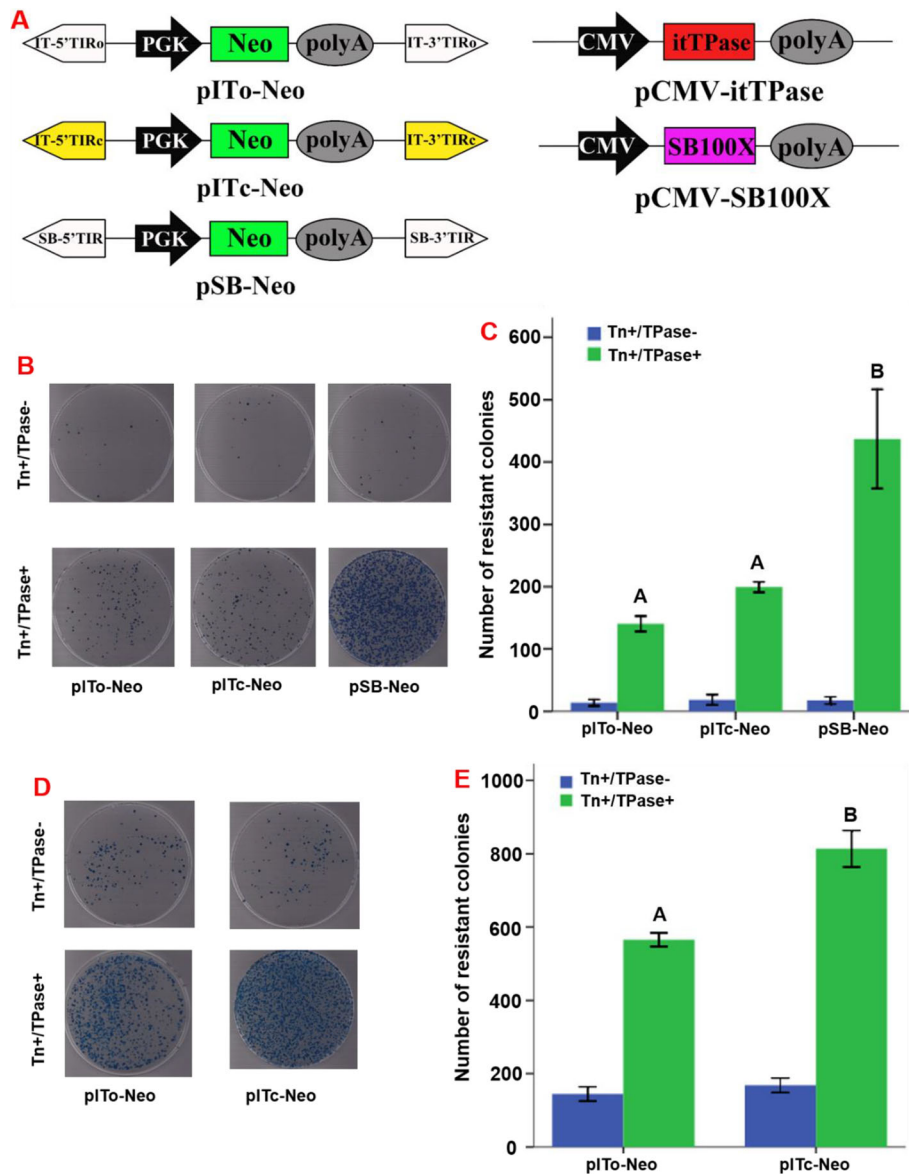 A
IT-5'TIRo PGK Neo polyA IT-3'TIRo
pITo-Neo
IT-5'TIRc PGK Neo polyA IT-3'TIRc
pITc-Neo
SB-5'TIR PGK Neo polyA SB-3'TIR
pSB-Neo
CMV itTPase polyA
pCMV-itTPase
CMV SB100X polyA
pCMV-SB100X
B
Tn+/TPase-
Tn+/TPase+
pITo-Neo pITc-Neo pSB-Neo
C
Number of resistant colonies
600
500
400
300
200
100
0
Tn+/TPase-
Tn+/TPase+
A
A
B
pITo-Neo pITc-Neo pSB-Neo
D
Tn+/TPase-
Tn+/TPase+
pITo-Neo pITc-Neo
E
Number of resistant colonies
1000
800
600
400
200
0
Tn+/TPase-
Tn+/TPase+
A
B
pITo-Neo pITc-Neo